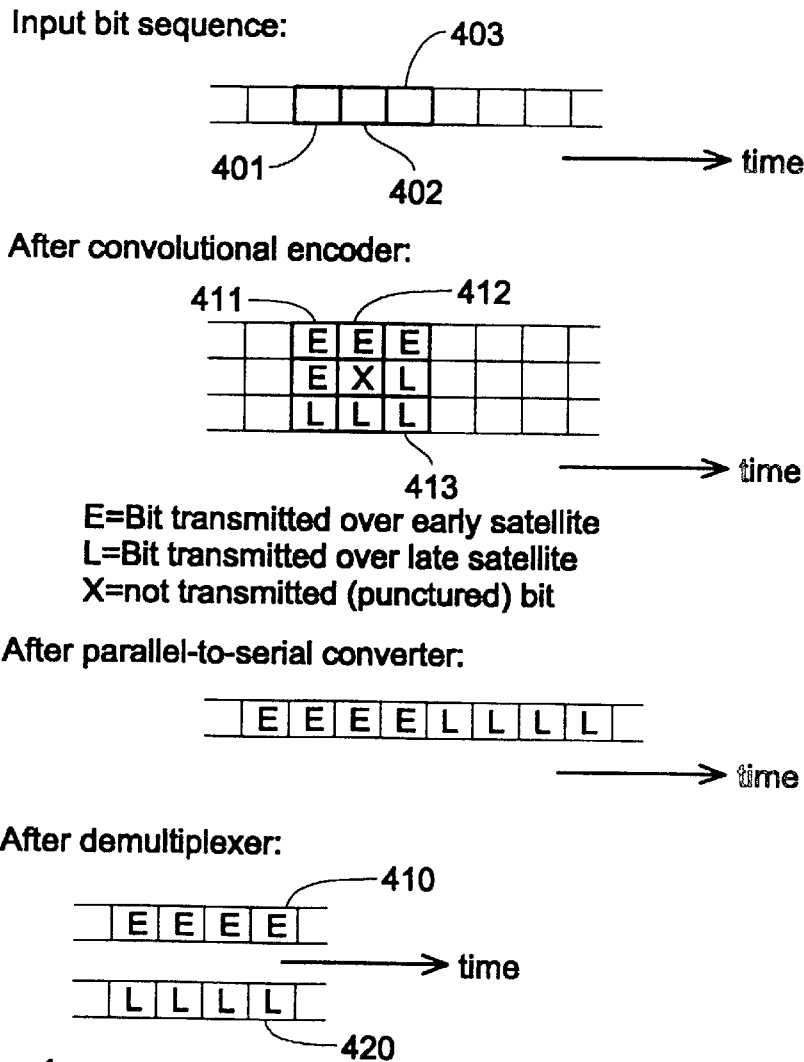 Input bit sequence:
403
401
402
time
After convolutional encoder:
411
412
E E E
E X L
L L L
413
time
E=Bit transmitted over early satellite
L=Bit transmitted over late satellite
X=not transmitted (punctured) bit
After parallel-to-serial converter:
E E E E L L L L
time
After demultiplexer:
410
E E E E
time
L L L L
420